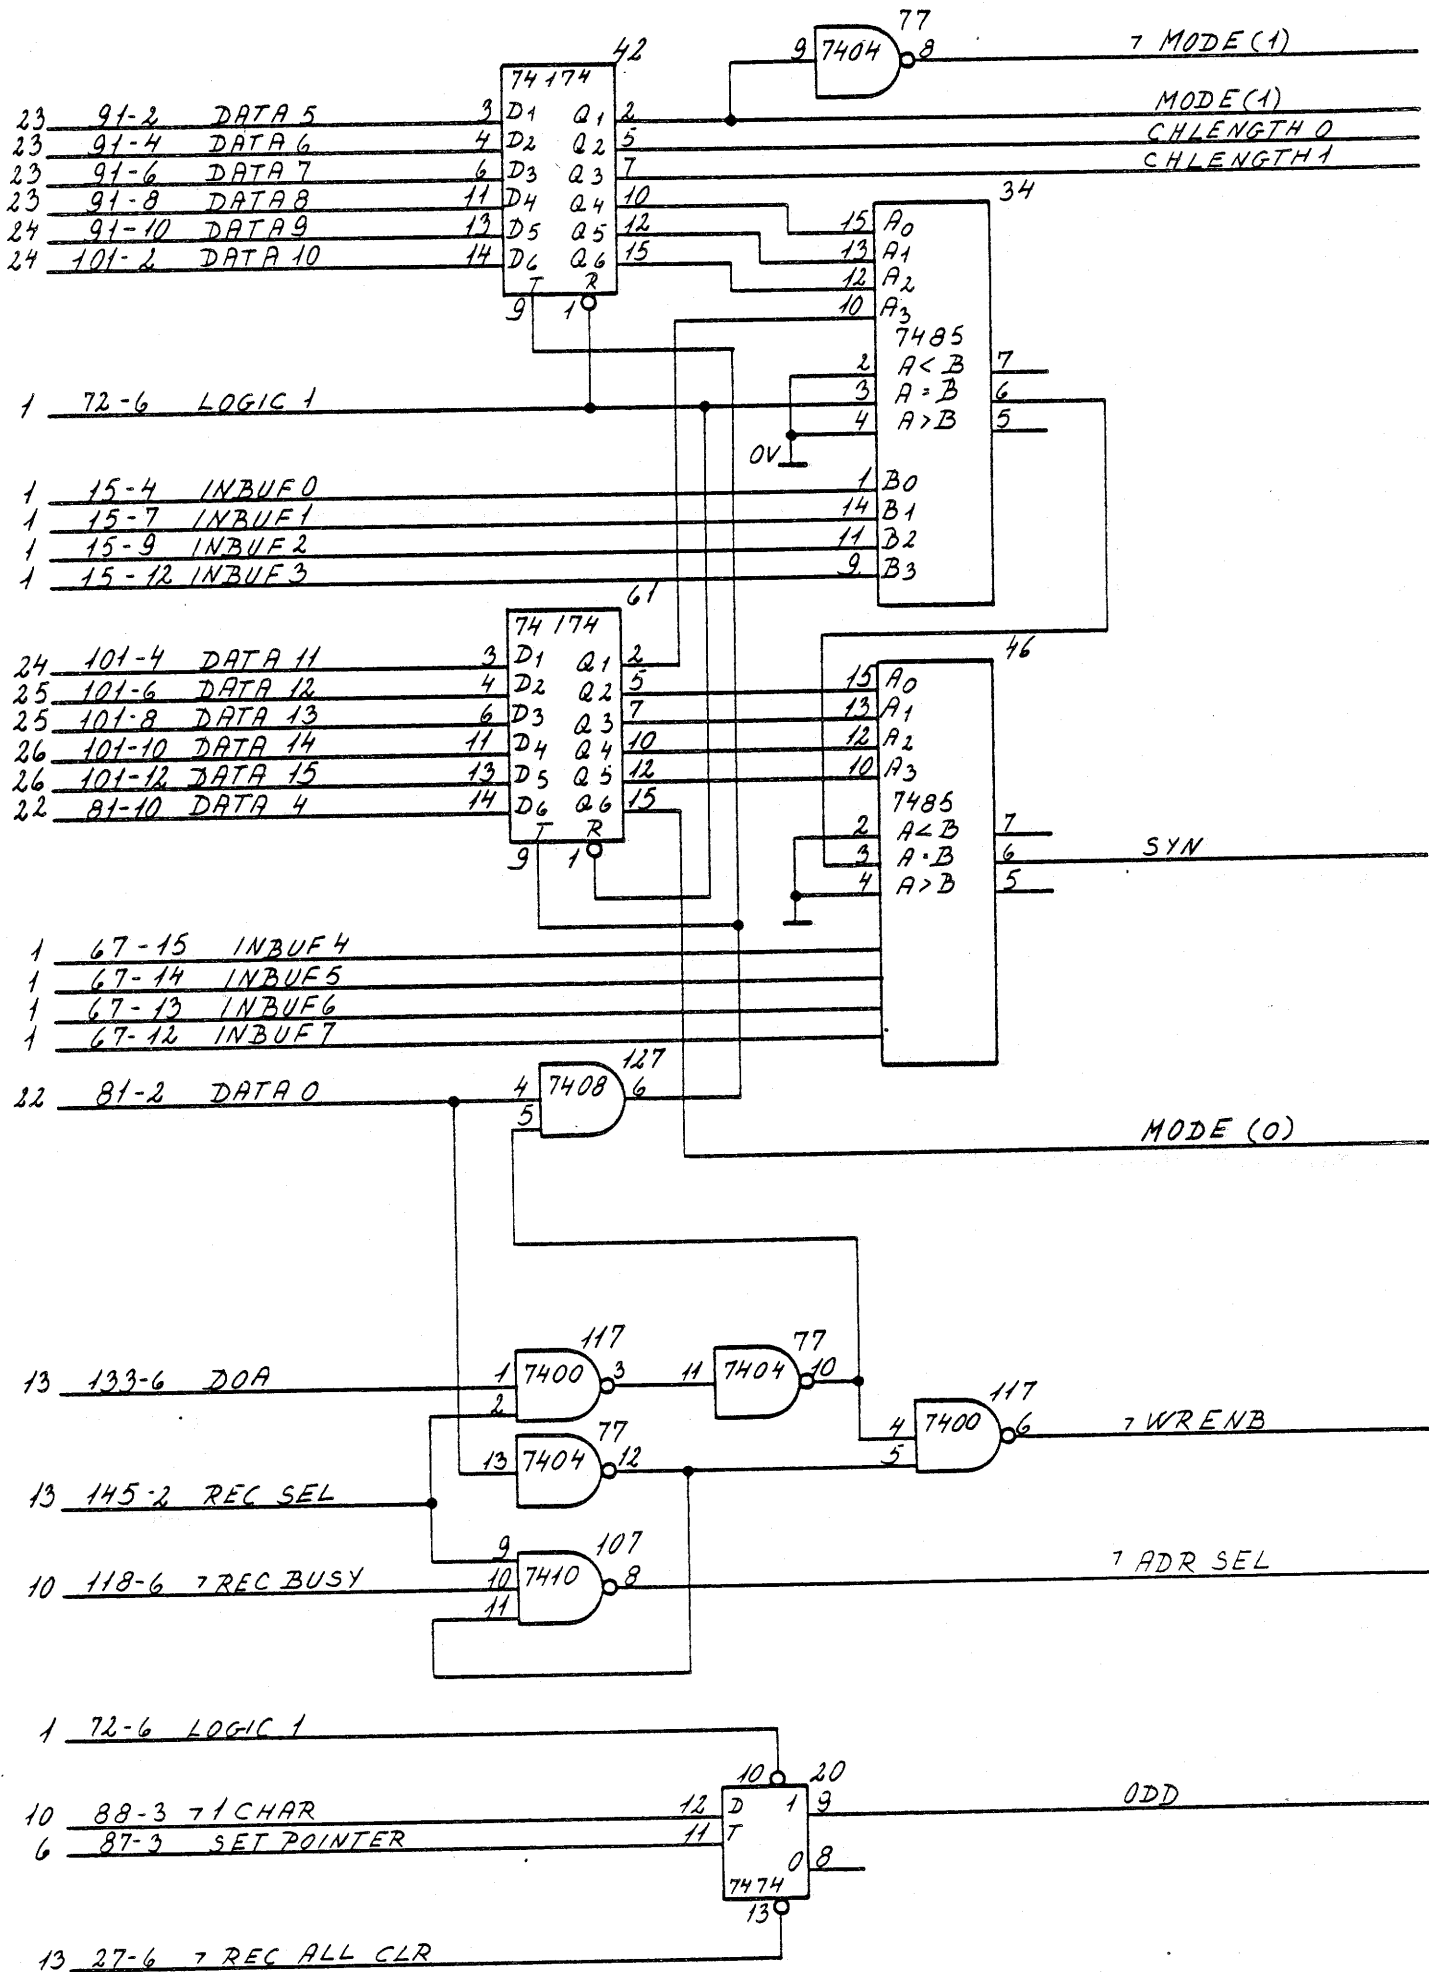 77
9 7404 8 ¬ MODE(1)
42
74 174
23 91-2 DATA 5 3 D1 Q1 2 MODE(1)
23 91-4 DATA 6 4 D2 Q2 5 CHLENGTH 0
23 91-6 DATA 7 6 D3 Q3 7 CHLENGTH 1
23 91-8 DATA 8 11 D4 Q4 10
24 91-10 DATA 9 13 D5 Q5 12
24 101-2 DATA 10 14 D6 Q6 15
T R
9 1
34
15 A0
13 A1
12 A2
10 A3
7485
2 A<B 7
1 72-6 LOGIC 1 3 A=B 6
4 A>B 5
0V
1 15-4 INBUF 0 1 B0
1 15-7 INBUF 1 14 B1
1 15-9 INBUF 2 11 B2
1 15-12 INBUF 3 9 B3
61
74 174
24 101-4 DATA 11 3 D1 Q1 2
25 101-6 DATA 12 4 D2 Q2 5
25 101-8 DATA 13 6 D3 Q3 7
26 101-10 DATA 14 11 D4 Q4 10
26 101-12 DATA 15 13 D5 Q5 12
22 81-10 DATA 4 14 D6 Q6 15
T R
9 1
46
15 A0
13 A1
12 A2
10 A3
7485
2 A<B 7
3 A=B 6 SYN
4 A>B 5
1 67-15 INBUF 4
1 67-14 INBUF 5
1 67-13 INBUF 6
1 67-12 INBUF 7
127
22 81-2 DATA 0 4 7408 6
5
MODE (0)
117 77
13 133-6 DOA 1 7400 3 11 7404 10
2
117
4 7400 6 ¬ WRENB
5
77
13 7404 12
13 145-2 REC SEL
107
9 7410 8 ¬ ADR SEL
10 118-6 ¬ REC BUSY 10
11
1 72-6 LOGIC 1
10 20
10 88-3 ¬ 1 CHAR 12 D 1 9 ODD
6 87-3 SET POINTER 11 T
0 8
7474
13
13 27-6 ¬ REC ALL CLR